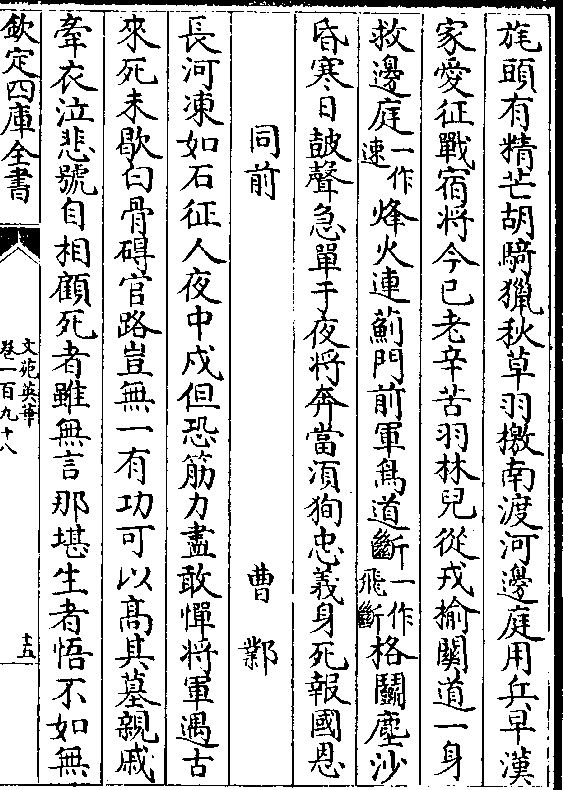 旄頭有精芒胡騎獵秋草羽檄南渡河邊庭用兵早漢
家愛征戰宿將今已老辛苦羽林兒從戎榆關道一身
救邊庭一作速烽火連薊門前軍鳥道斷一作飛斷格鬭塵沙
昏寒日鼓聲急單于夜將奔當湏狥忠義身死報國恩
同前 曹鄴
長河凍如石征人夜中戍但恐筋力盡敢憚將軍遇古
來死未歇白骨碍官路豈無一有功可以髙其墓親戚
牽衣泣悲號自相顧死者雖無言那堪生者悟不如無
欽定四庫全書
文苑英華
卷一百九十八
十五